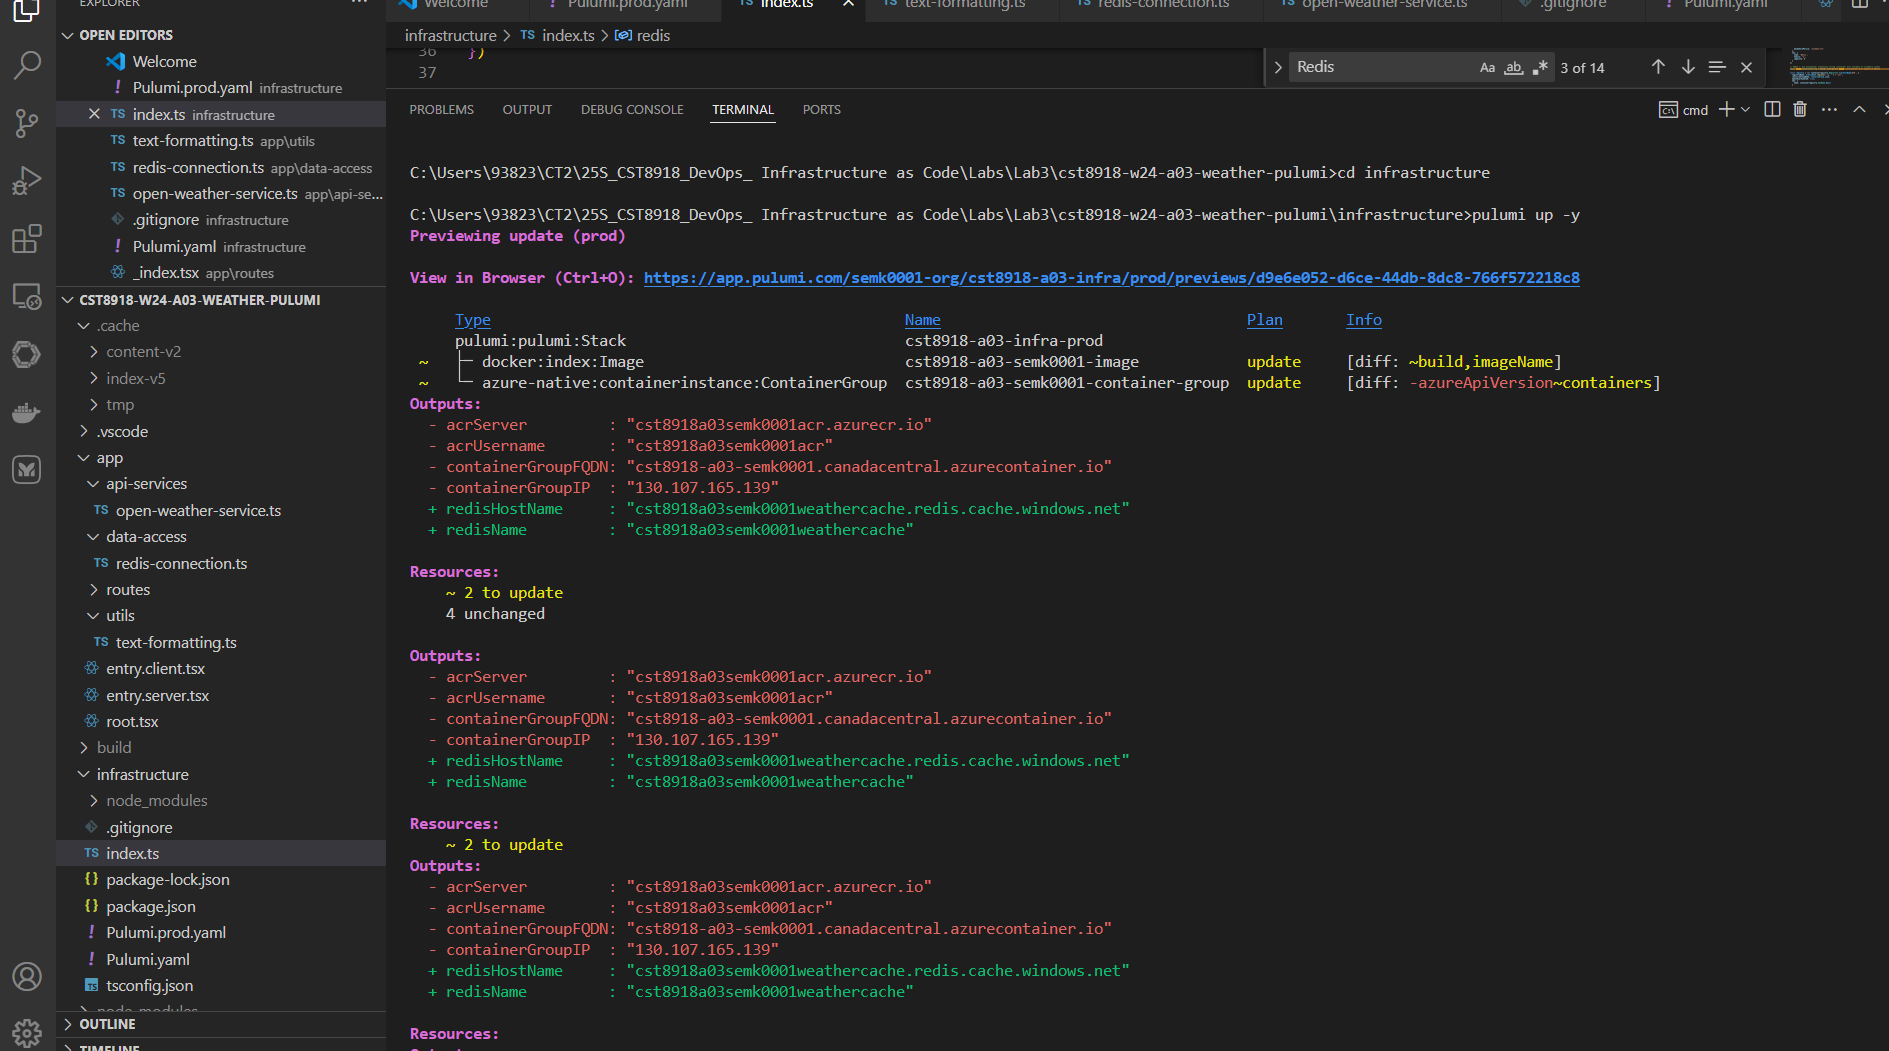 EXPLORER
OPEN EDITORS
Welcome
! Pulumi.prod.yaml infrastructure
TS index.ts infrastructure
TS text-formatting.ts app\utils
TS redis-connection.ts app\data-access
TS open-weather-service.ts app\api-se...
.gitignore infrastructure
! Pulumi.yaml infrastructure
_index.tsx app\routes
CST8918-W24-A03-WEATHER-PULUMI
.cache
content-v2
index-v5
tmp
.vscode
app
api-services
TS open-weather-service.ts
data-access
TS redis-connection.ts
routes
utils
TS text-formatting.ts
entry.client.tsx
entry.server.tsx
root.tsx
build
infrastructure
node_modules
.gitignore
TS index.ts
{} package-lock.json
{} package.json
! Pulumi.prod.yaml
! Pulumi.yaml
TS tsconfig.json
node_modules
OUTLINE
TIMELINE
Welcome
! Pulumi.prod.yaml
TS index.ts
TS text-formatting.ts
TS redis-connection.ts
TS open-weather-service.ts
.gitignore
! Pulumi.yaml
infrastructure > TS index.ts > redis
36 })
37
Redis Aa ab .* 3 of 14
PROBLEMS OUTPUT DEBUG CONSOLE TERMINAL PORTS
cmd
C:\Users\93823\CT2\25S_CST8918_DevOps_ Infrastructure as Code\Labs\Lab3\cst8918-w24-a03-weather-pulumi>cd infrastructure
C:\Users\93823\CT2\25S_CST8918_DevOps_ Infrastructure as Code\Labs\Lab3\cst8918-w24-a03-weather-pulumi\infrastructure>pulumi up -y
Previewing update (prod)
View in Browser (Ctrl+O): https://app.pulumi.com/semk0001-org/cst8918-a03-infra/prod/previews/d9e6e052-d6ce-44db-8dc8-766f572218c8
Type Name Plan Info
pulumi:pulumi:Stack cst8918-a03-infra-prod
~ docker:index:Image cst8918-a03-semk0001-image update [diff: ~build,imageName]
~ azure-native:containerinstance:ContainerGroup cst8918-a03-semk0001-container-group update [diff: -azureApiVersion~containers]
Outputs:
- acrServer : "cst8918a03semk0001acr.azurecr.io"
- acrUsername : "cst8918a03semk0001acr"
- containerGroupFQDN: "cst8918-a03-semk0001.canadacentral.azurecontainer.io"
- containerGroupIP : "130.107.165.139"
+ redisHostName : "cst8918a03semk0001weathercache.redis.cache.windows.net"
+ redisName : "cst8918a03semk0001weathercache"
Resources:
~ 2 to update
4 unchanged
Outputs:
- acrServer : "cst8918a03semk0001acr.azurecr.io"
- acrUsername : "cst8918a03semk0001acr"
- containerGroupFQDN: "cst8918-a03-semk0001.canadacentral.azurecontainer.io"
- containerGroupIP : "130.107.165.139"
+ redisHostName : "cst8918a03semk0001weathercache.redis.cache.windows.net"
+ redisName : "cst8918a03semk0001weathercache"
Resources:
~ 2 to update
Outputs:
- acrServer : "cst8918a03semk0001acr.azurecr.io"
- acrUsername : "cst8918a03semk0001acr"
- containerGroupFQDN: "cst8918-a03-semk0001.canadacentral.azurecontainer.io"
- containerGroupIP : "130.107.165.139"
+ redisHostName : "cst8918a03semk0001weathercache.redis.cache.windows.net"
+ redisName : "cst8918a03semk0001weathercache"
Resources: